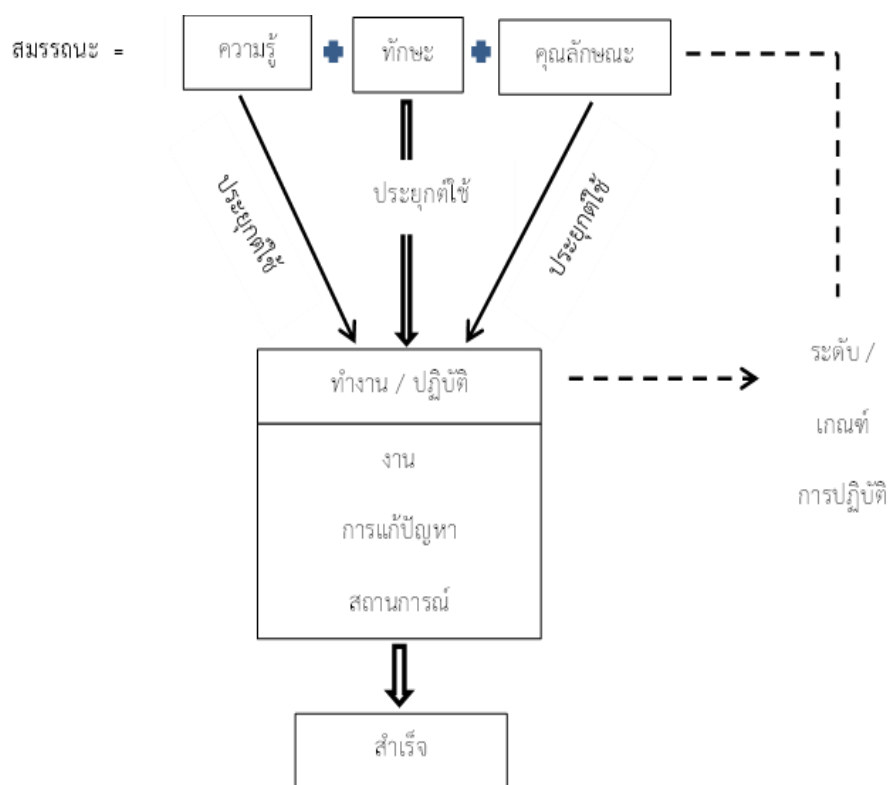 สมรรถนะ = ความรู้ + ทักษะ + คุณลักษณะ
ประยุกต์ใช้
ประยุกต์ใช้
ประยุกต์ใช้
ทำงาน / ปฏิบัติ
งาน
การแก้ปัญหา
สถานการณ์
ระดับ /
เกณฑ์
การปฏิบัติ
สำเร็จ